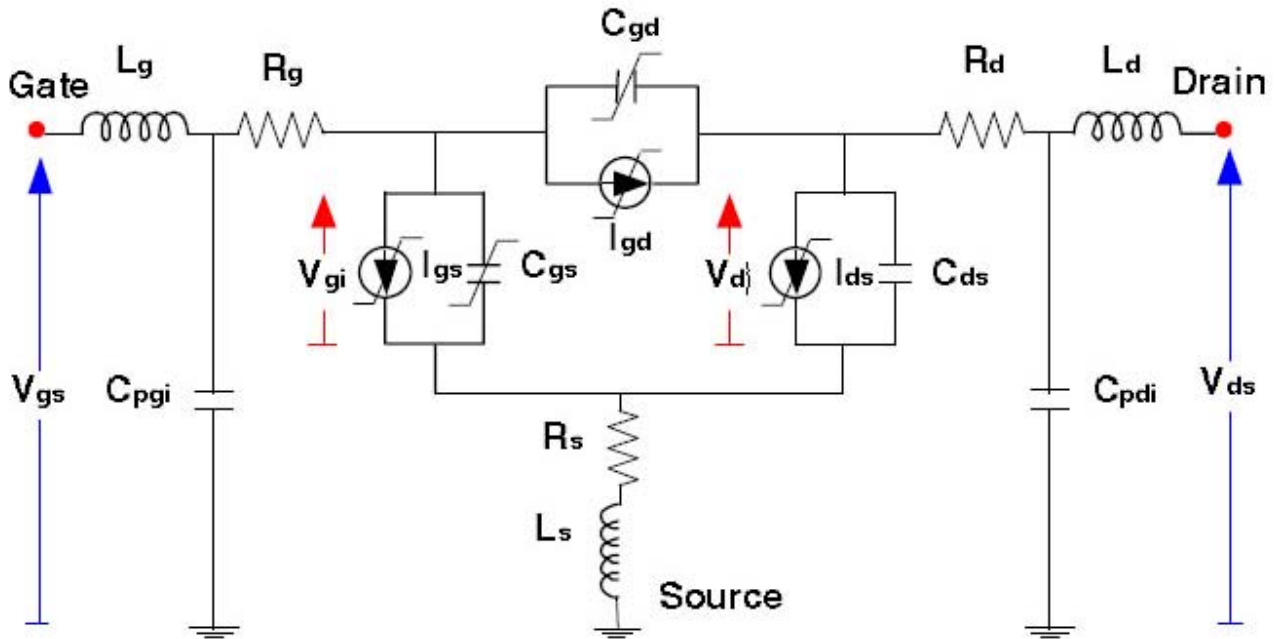 Cgd
Lg
Rg
Rd
Ld
Gate
Drain
Igd
Vgi
Igs
Cgs
Vd
Ids
Cds
Vgs
Cpgi
Cpdi
Vds
Rs
Ls
Source